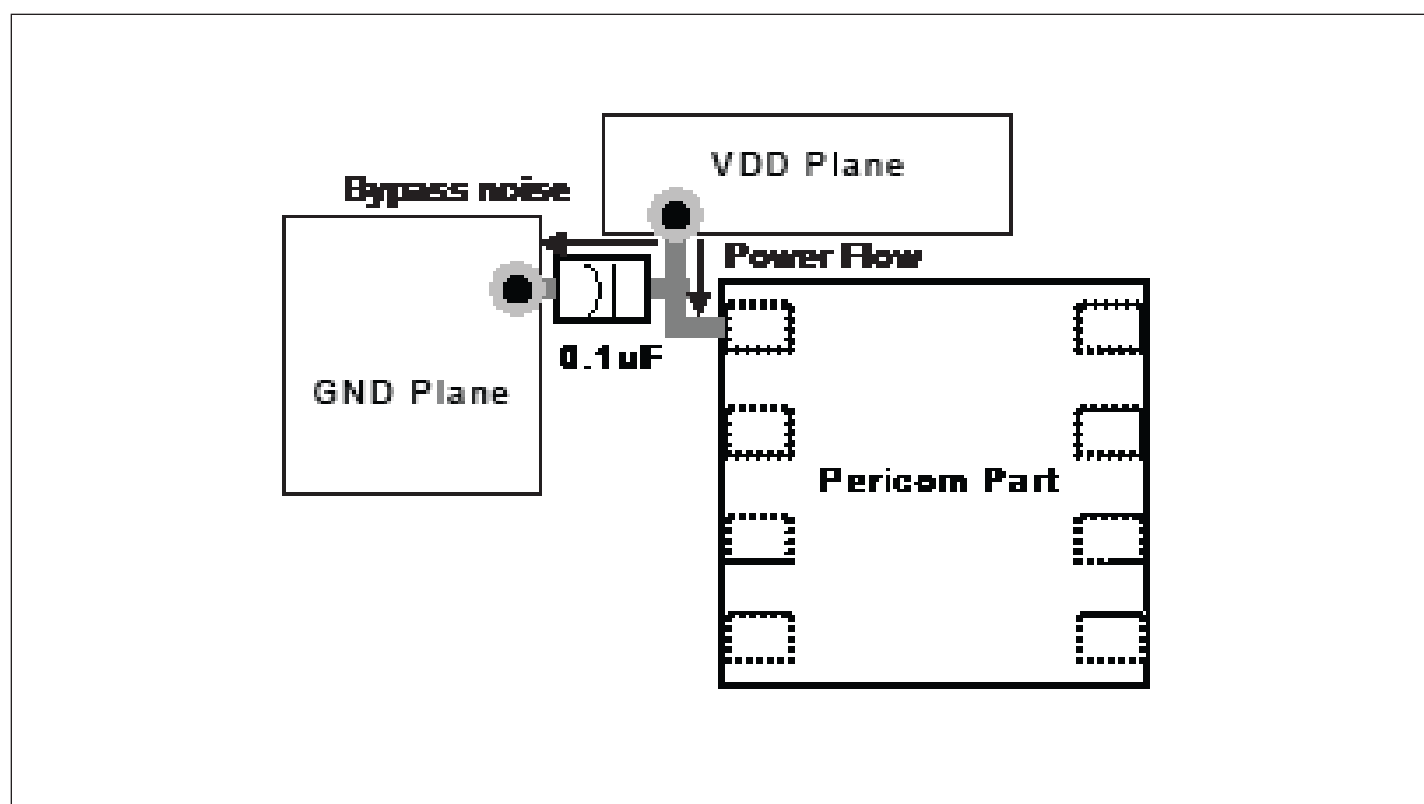 VDD Plane
Bypass noise
Power Flow
0.1uF
GND Plane
Pericom Part